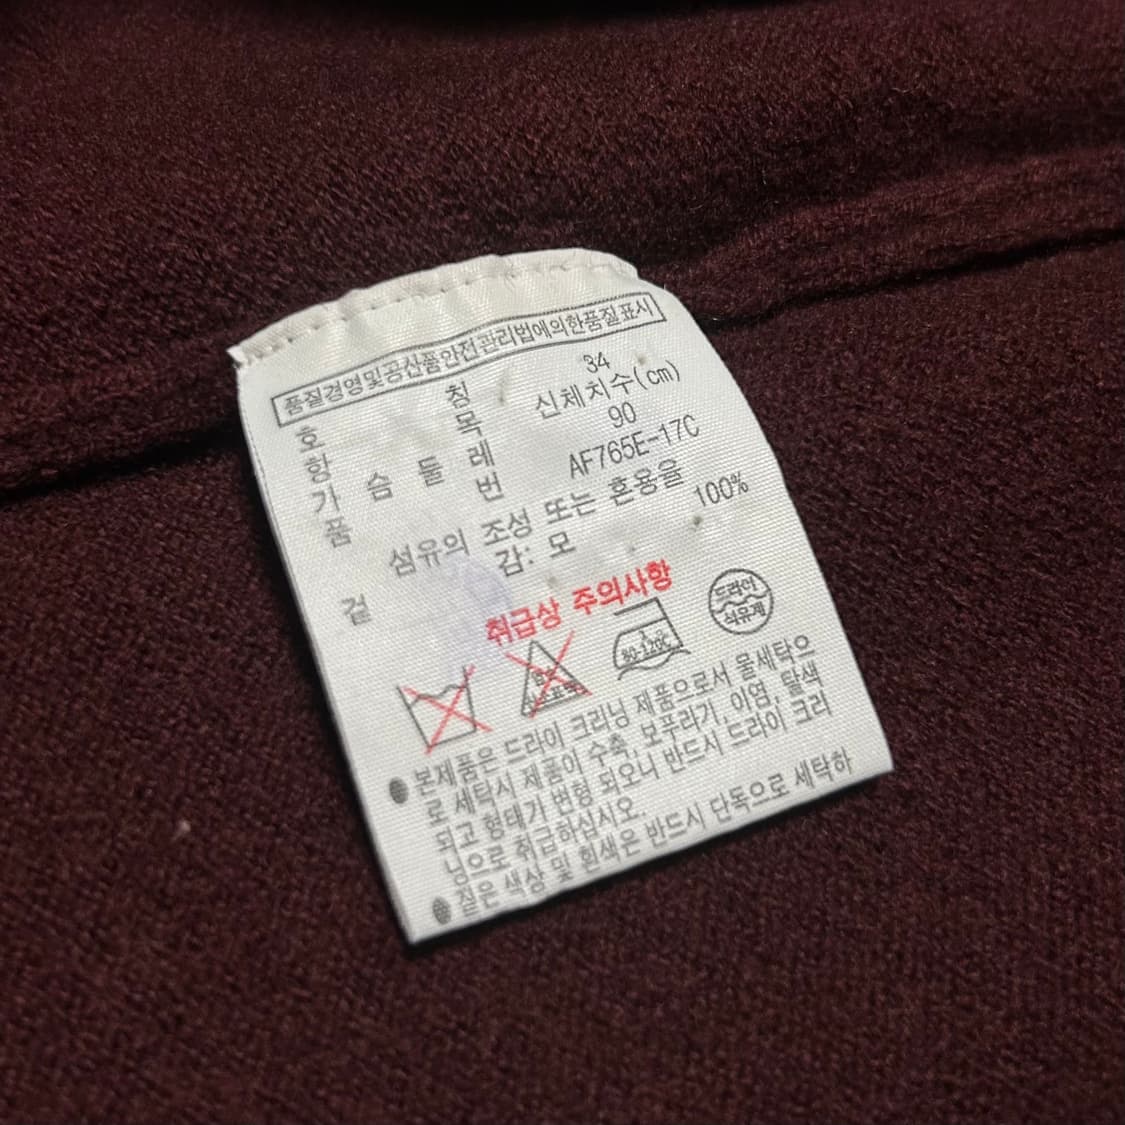 품질경영및공산품안전관리법에의한품질표시
호 칭 34
항 목 신체치수(cm)
가 슴 둘 레 90
품 번 AF765E-17C
섬유의 조성 또는 혼용율
겉 감: 모 100%
취급상 주의사항
80-120℃
드라이
석유계
● 본제품은 드라이 크리닝 제품으로서 물세탁으
로 세탁시 제품이 수축, 보푸리기, 이염, 탈색
되고 형태가 변형 되오니 반드시 드라이 크리
닝으로 취급하십시오.
● 짙은 색상 및 흰색은 반드시 단독으로 세탁하